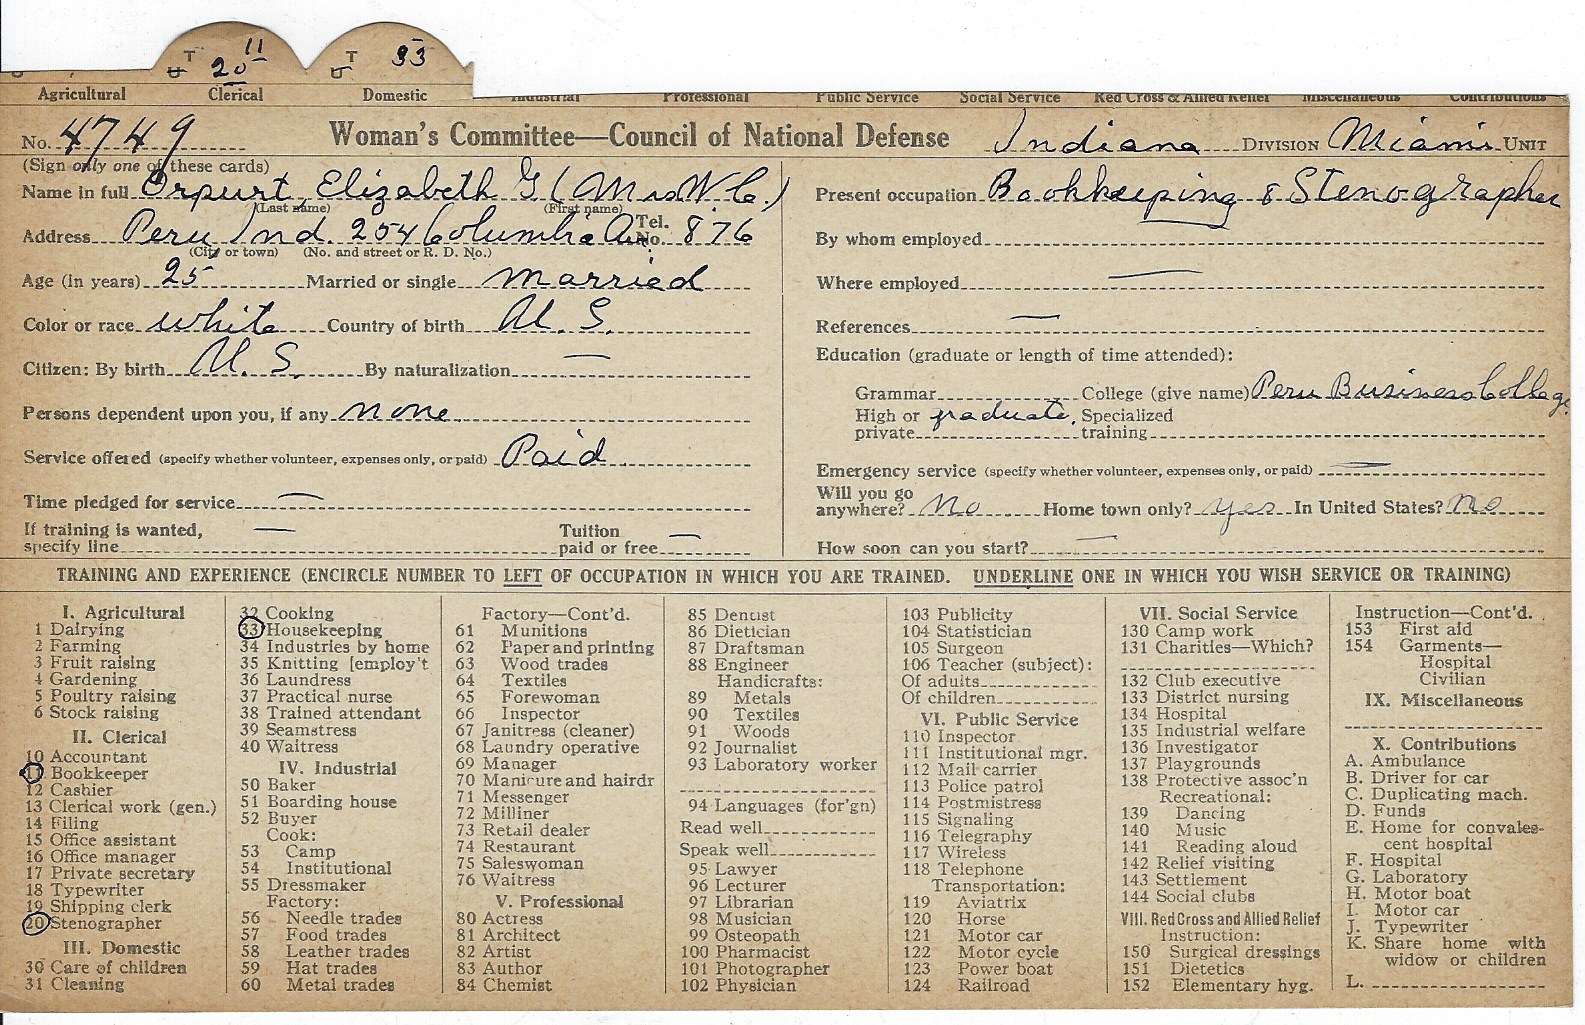 T 11 T 33
U 20 U
Agricultural Clerical Domestic Industrial Professional Public Service Social Service Red Cross & Allied Relief Miscellaneous Contributions
No. 4749 Woman's Committee—Council of National Defense Indiana DIVISION Miami UNIT
(Sign only one of these cards)
Name in full Orpurt, Elizabeth G (Mrs W. C.)
(Last name) (First name)
Address Peru Ind. 254 Columbia Av. Tel. No. 876
(City or town) (No. and street or R. D. No.)
Age (in years) 25 Married or single married
Color or race white Country of birth U. S.
Citizen: By birth U. S. By naturalization —
Persons dependent upon you, if any none.
Service offered (specify whether volunteer, expenses only, or paid) Paid
Time pledged for service —
If training is wanted, — Tuition
specify line paid or free —
Present occupation Bookkeeping & Stenographer
By whom employed
Where employed —
References —
Education (graduate or length of time attended):
Grammar College (give name) Peru Business College
High or graduate. Specialized
private training
Emergency service (specify whether volunteer, expenses only, or paid) —
Will you go
anywhere? No Home town only? yes In United States? No
How soon can you start? —
TRAINING AND EXPERIENCE (ENCIRCLE NUMBER TO LEFT OF OCCUPATION IN WHICH YOU ARE TRAINED. UNDERLINE ONE IN WHICH YOU WISH SERVICE OR TRAINING)
I. Agricultural
1 Dairying
2 Farming
3 Fruit raising
4 Gardening
5 Poultry raising
6 Stock raising
II. Clerical
10 Accountant
11 Bookkeeper
12 Cashier
13 Clerical work (gen.)
14 Filing
15 Office assistant
16 Office manager
17 Private secretary
18 Typewriter
19 Shipping clerk
20 Stenographer
III. Domestic
30 Care of children
31 Cleaning
32 Cooking
33 Housekeeping
34 Industries by home
35 Knitting [employ't
36 Laundress
37 Practical nurse
38 Trained attendant
39 Seamstress
40 Waitress
IV. Industrial
50 Baker
51 Boarding house
52 Buyer
Cook:
53 Camp
54 Institutional
55 Dressmaker
Factory:
56 Needle trades
57 Food trades
58 Leather trades
59 Hat trades
60 Metal trades
Factory—Cont'd.
61 Munitions
62 Paper and printing
63 Wood trades
64 Textiles
65 Forewoman
66 Inspector
67 Janitress (cleaner)
68 Laundry operative
69 Manager
70 Manicure and hairdr
71 Messenger
72 Milliner
73 Retail dealer
74 Restaurant
75 Saleswoman
76 Waitress
V. Professional
80 Actress
81 Architect
82 Artist
83 Author
84 Chemist
85 Dentist
86 Dietician
87 Draftsman
88 Engineer
Handicrafts:
89 Metals
90 Textiles
91 Woods
92 Journalist
93 Laboratory worker
94 Languages (for'gn)
Read well
Speak well
95 Lawyer
96 Lecturer
97 Librarian
98 Musician
99 Osteopath
100 Pharmacist
101 Photographer
102 Physician
103 Publicity
104 Statistician
105 Surgeon
106 Teacher (subject):
Of adults
Of children
VI. Public Service
110 Inspector
111 Institutional mgr.
112 Mail carrier
113 Police patrol
114 Postmistress
115 Signaling
116 Telegraphy
117 Wireless
118 Telephone
Transportation:
119 Aviatrix
120 Horse
121 Motor car
122 Motor cycle
123 Power boat
124 Railroad
VII. Social Service
130 Camp work
131 Charities—Which?
132 Club executive
133 District nursing
134 Hospital
135 Industrial welfare
136 Investigator
137 Playgrounds
138 Protective assoc'n
Recreational:
139 Dancing
140 Music
141 Reading aloud
142 Relief visiting
143 Settlement
144 Social clubs
VIII. Red Cross and Allied Relief
Instruction:
150 Surgical dressings
151 Dietetics
152 Elementary hyg.
Instruction—Cont'd.
153 First aid
154 Garments—
Hospital
Civilian
IX. Miscellaneous
X. Contributions
A. Ambulance
B. Driver for car
C. Duplicating mach.
D. Funds
E. Home for convales-
cent hospital
F. Hospital
G. Laboratory
H. Motor boat
I. Motor car
J. Typewriter
K. Share home with
widow or children
L.